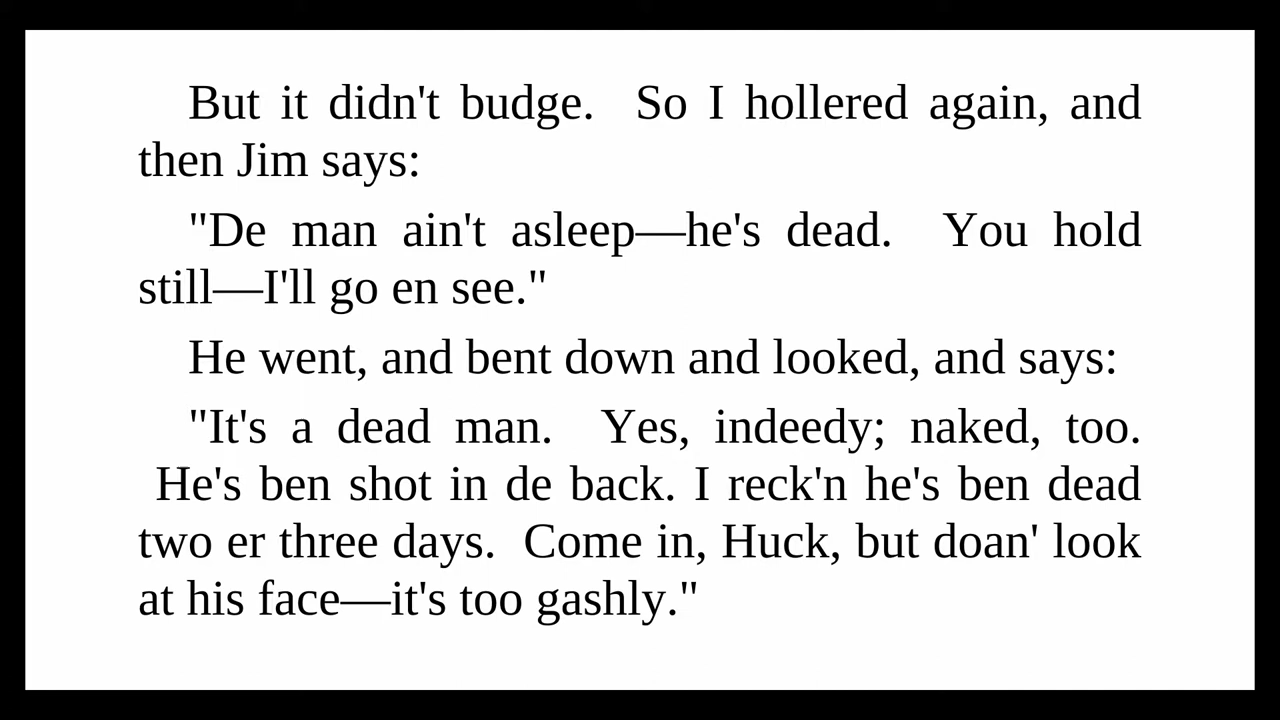 But it didn't budge.  So I hollered again, and
then Jim says:
"De man ain't asleep—he's dead.  You hold
still—I'll go en see."
He went, and bent down and looked, and says:
"It's a dead man.  Yes, indeedy; naked, too.
He's ben shot in de back. I reck'n he's ben dead
two er three days.  Come in, Huck, but doan' look
at his face—it's too gashly."